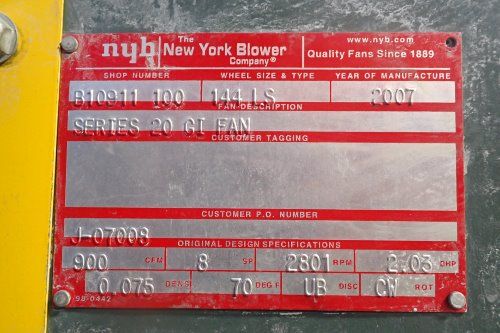 nyb The New York Blower Company®
www.nyb.com
Quality Fans Since 1889
SHOP NUMBER WHEEL SIZE & TYPE YEAR OF MANUFACTURE
B10911 100 144 LS 2007
FAN DESCRIPTION
SERIES 20 GI FAN
CUSTOMER TAGGING
CUSTOMER P.O. NUMBER
J-07008
ORIGINAL DESIGN SPECIFICATIONS
900 CFM 8 SP 2801 RPM 2.03 BHP
0.075 DENS 70 DEG F UB DISC CW ROT
98-0442